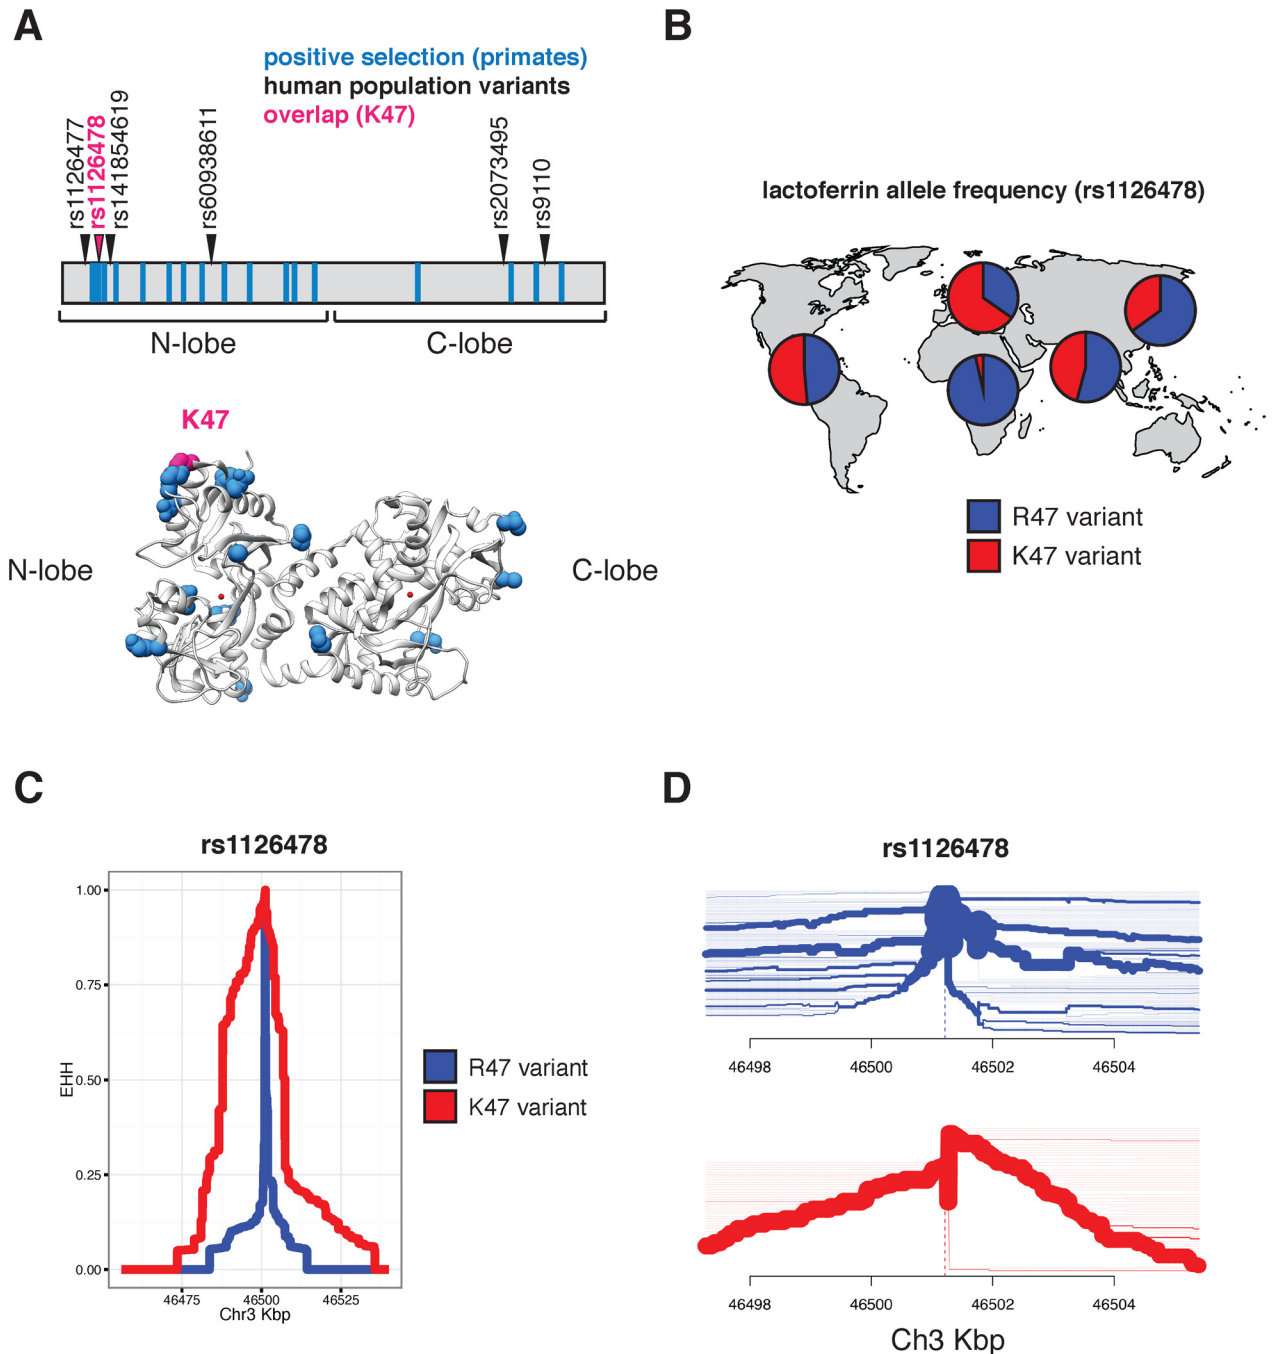 A
positive selection (primates)
human population variants
overlap (K47)
rs1126477
rs1126478
rs141854619
rs60938611
rs2073495
rs9110
N-lobe
C-lobe
K47
N-lobe
C-lobe
B
lactoferrin allele frequency (rs1126478)
R47 variant
K47 variant
C
rs1126478
EHH
1.00
0.75
0.50
0.25
0.00
46475 46500 46525
Chr3 Kbp
R47 variant
K47 variant
D
rs1126478
46498 46500 46502 46504
46498 46500 46502 46504
Ch3 Kbp